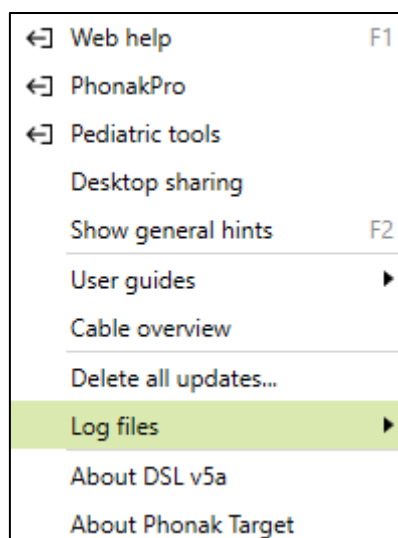 Web help F1
PhonakPro
Pediatric tools
Desktop sharing
Show general hints F2
User guides
Cable overview
Delete all updates...
Log files
About DSL v5a
About Phonak Target